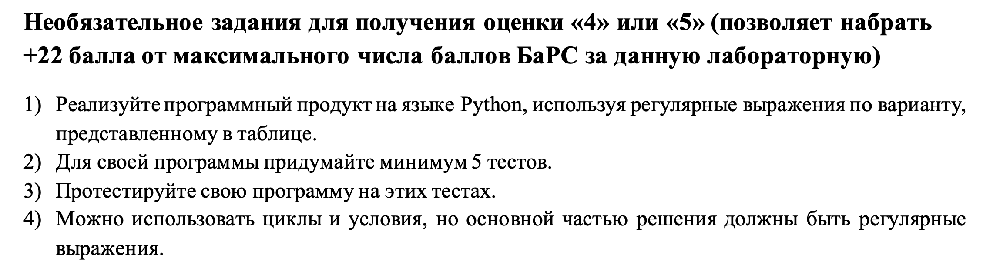 Необязательное задания для получения оценки «4» или «5» (позволяет набрать
+22 балла от максимального числа баллов БаРС за данную лабораторную)
1) Реализуйте программный продукт на языке Python, используя регулярные выражения по варианту,
представленному в таблице.
2) Для своей программы придумайте минимум 5 тестов.
3) Протестируйте свою программу на этих тестах.
4) Можно использовать циклы и условия, но основной частью решения должны быть регулярные
выражения.